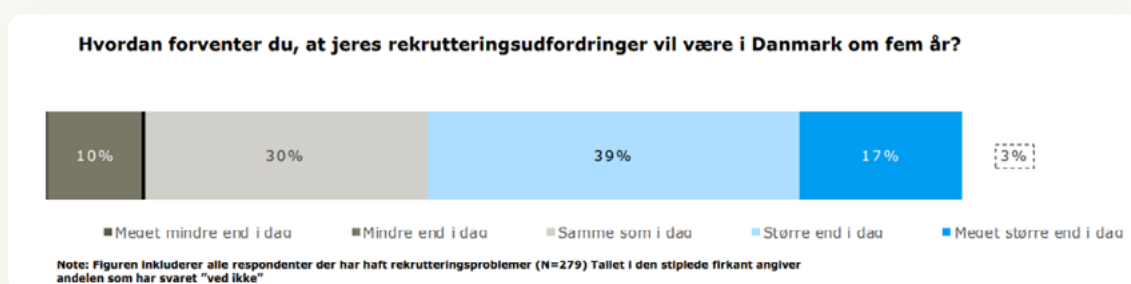 Hvordan forventer du, at jeres rekrutteringsudfordringer vil være i Danmark om fem år?
10% 30% 39% 17% 3%
Meget mindre end i dag Mindre end i dag Samme som i dag Større end i dag Meget større end i dag
Note: Figuren inkluderer alle respondenter der har haft rekrutteringsproblemer (N=279) Tallet i den stiplede firkant angiver
andelen som har svaret "ved ikke"